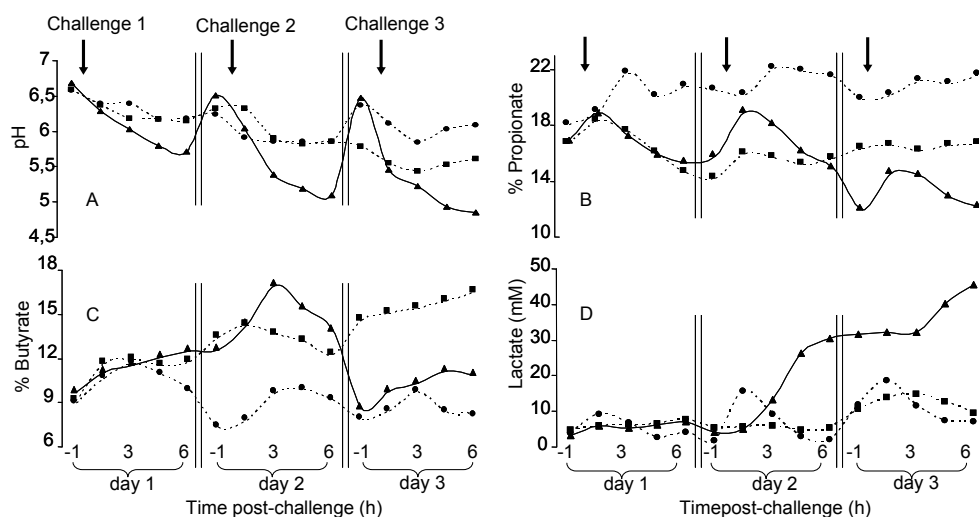 Challenge 1
Challenge 2
Challenge 3
7
6,5
6
5,5
5
4,5
pH
A
22
18
14
10
% Propionate
B
18
15
12
9
6
% Butyrate
C
-1 3 6 -1 3 6 -1 3 6
day 1 day 2 day 3
Time post-challenge (h)
50
40
30
20
10
0
Lactate (mM)
D
-1 3 6 -1 3 6 -1 3 6
day 1 day 2 day 3
Timepost-challenge (h)